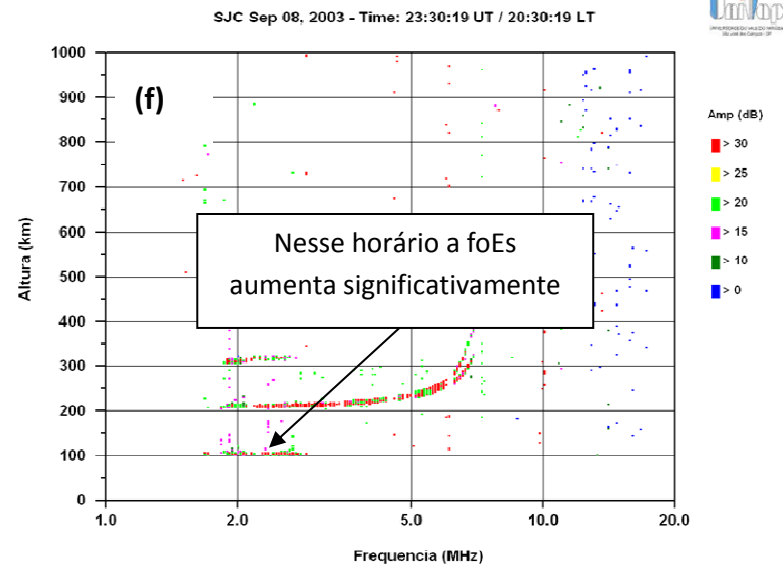 SJC Sep 08, 2003 - Time: 23:30:19 UT / 20:30:19 LT
UniVap
1000
900
800
700
600
500
400
300
200
100
0
Altura (km)
(f)
Nesse horário a foEs
aumenta significativamente
1.0 2.0 5.0 10.0 20.0
Frequencia (MHz)
Amp (dB)
> 30
> 25
> 20
> 15
> 10
> 0